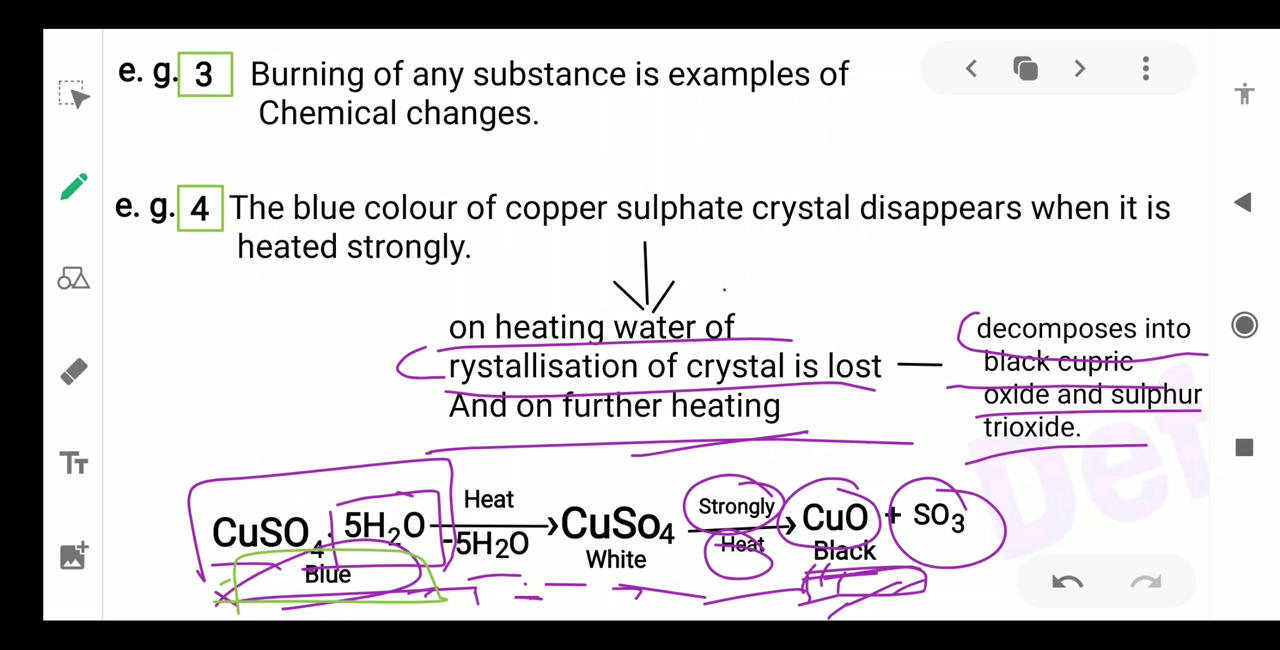 e. g. 3 Burning of any substance is examples of
Chemical changes.
e. g. 4 The blue colour of copper sulphate crystal disappears when it is
heated strongly.
on heating water of
rystallisation of crystal is lost
And on further heating
decomposes into
black cupric
oxide and sulphur
trioxide.
CuSO₄. 5H₂O Heat -5H₂O CuSo₄ Strongly Heat CuO + SO₃
Blue White Black
Def
Tт